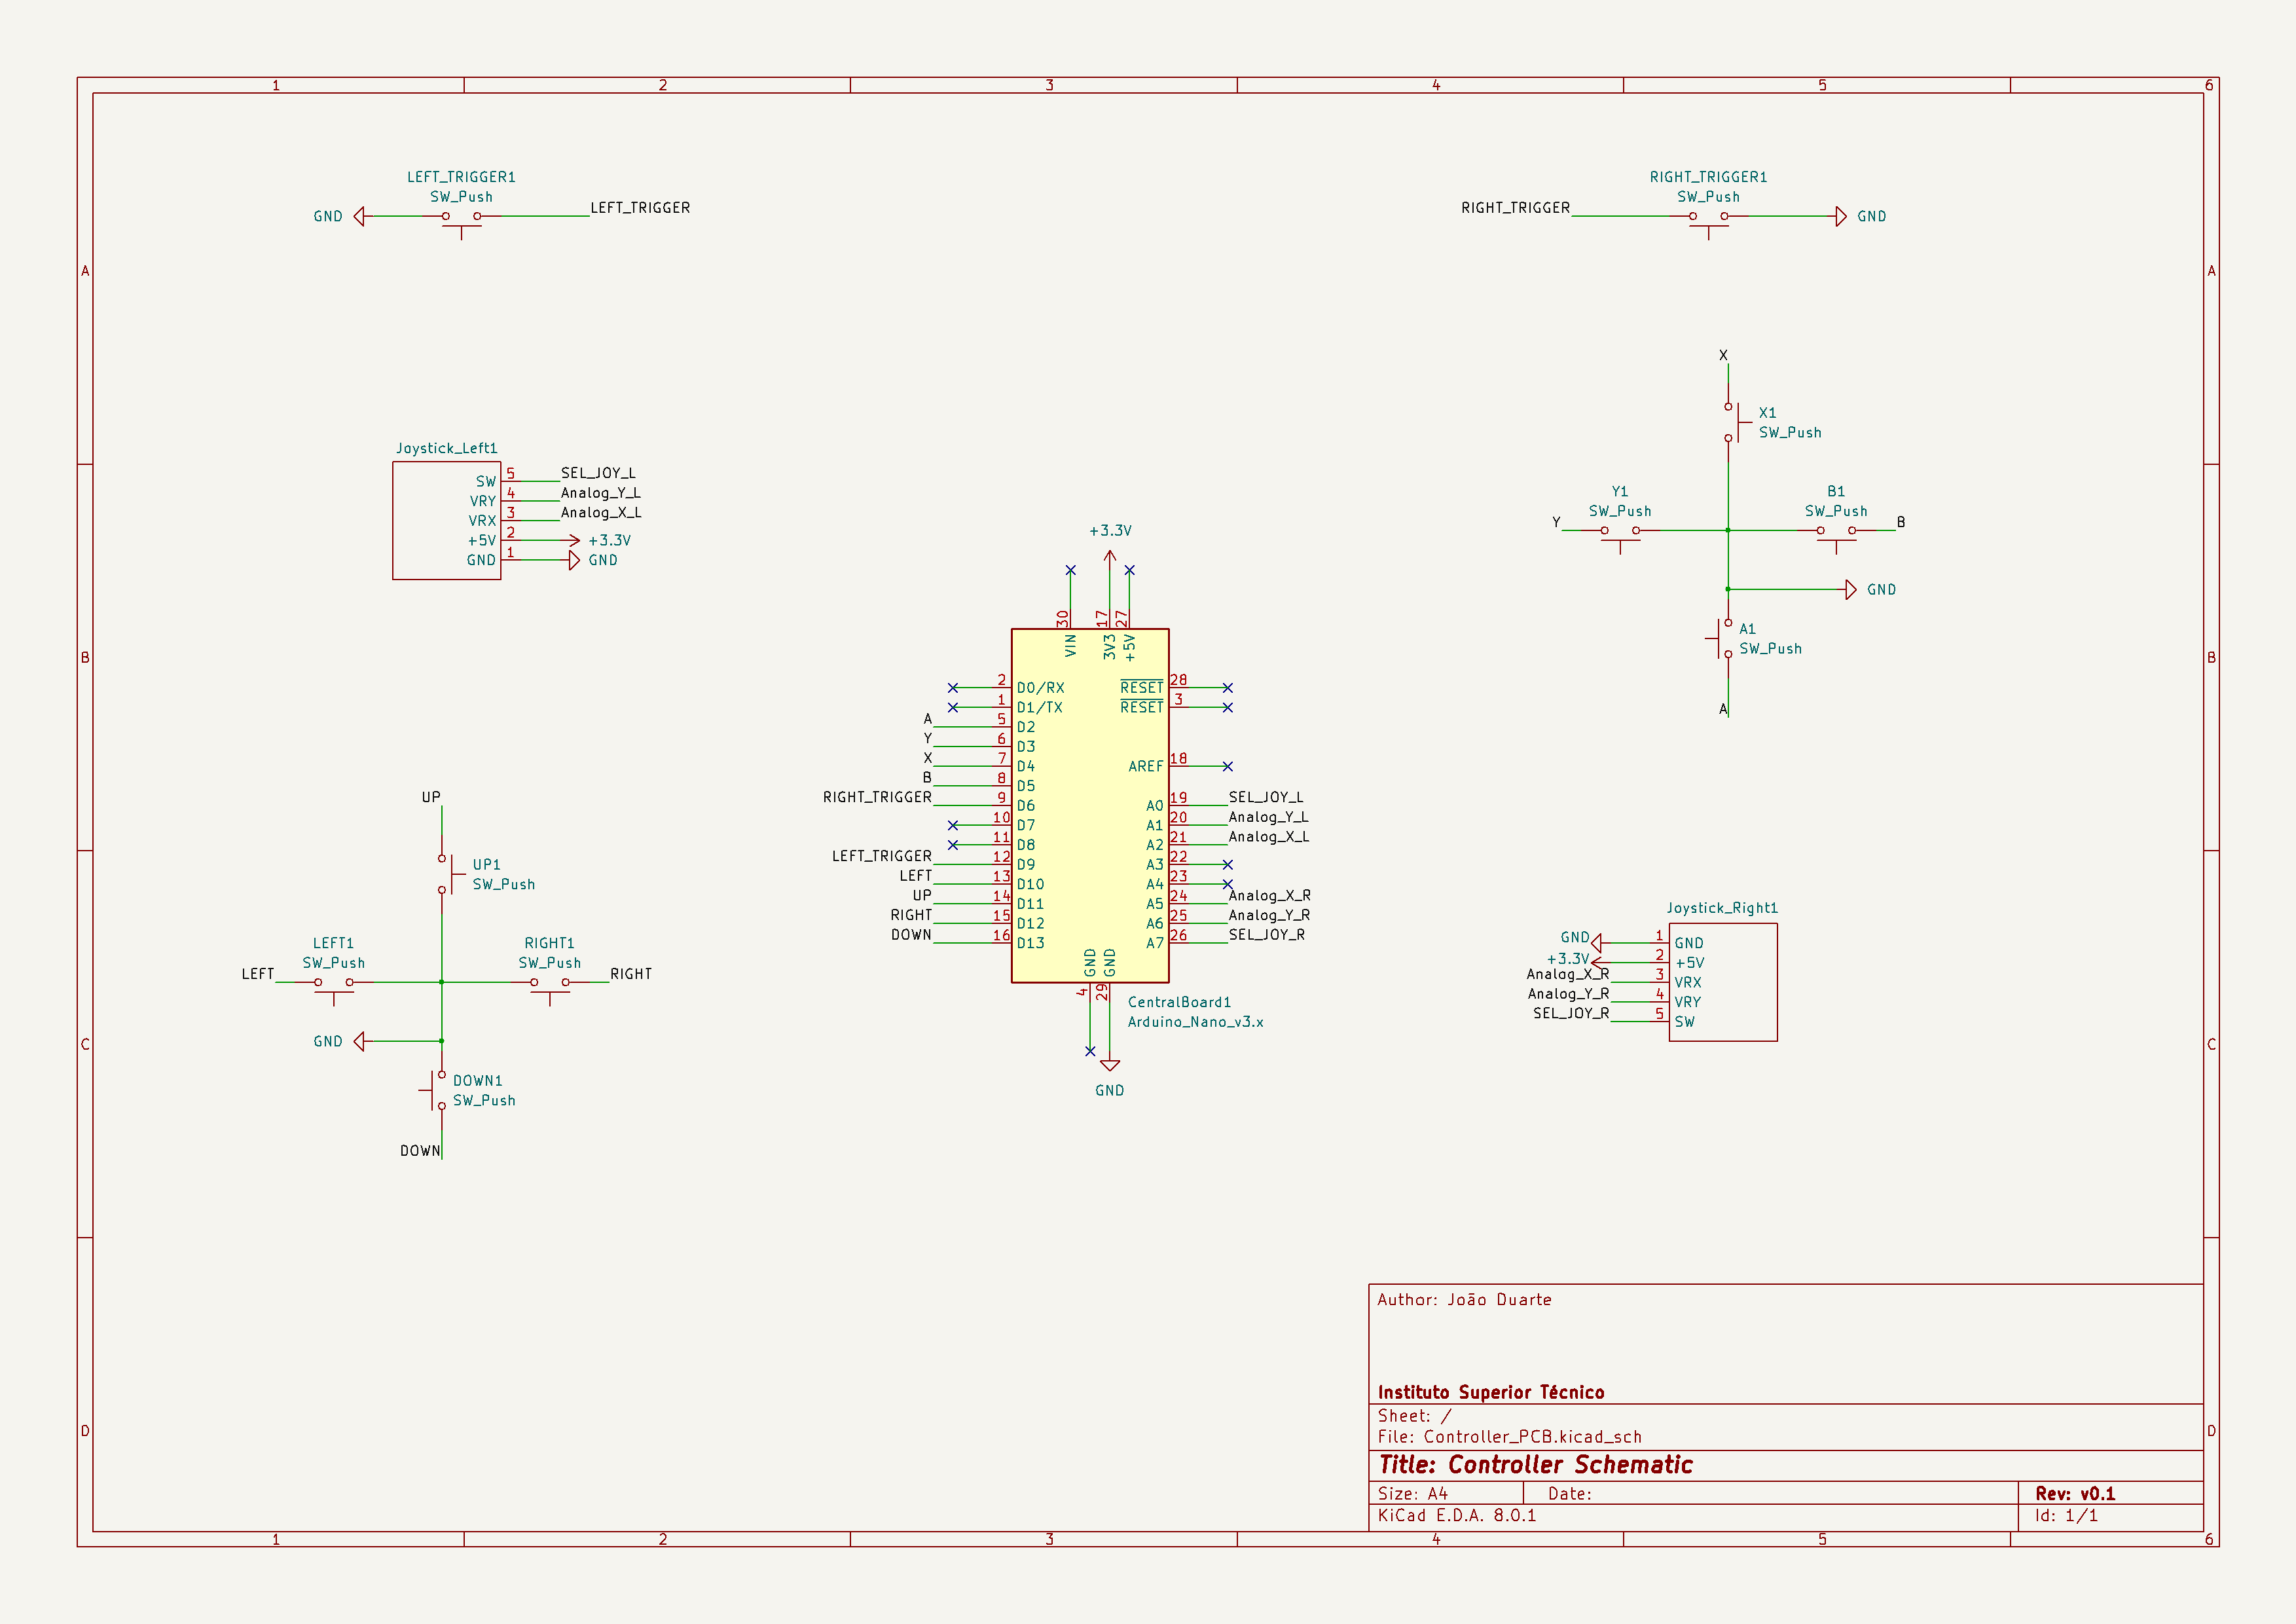 1 2 3 4 5 6
A A
B B
C C
D D
1 2 3 4 5 6
LEFT_TRIGGER1
SW_Push
GND
LEFT_TRIGGER
RIGHT_TRIGGER1
SW_Push
RIGHT_TRIGGER
GND
Joystick_Left1
SW 5 SEL_JOY_L
VRY 4 Analog_Y_L
VRX 3 Analog_X_L
+5V 2 +3.3V
GND 1 GND
X
X1
SW_Push
Y1
SW_Push
Y
B1
SW_Push
B
GND
A1
SW_Push
A
+3.3V
30 17 27
VIN 3V3 +5V
2 D0/RX
1 D1/TX
A 5 D2
Y 6 D3
X 7 D4
B 8 D5
RIGHT_TRIGGER 9 D6
10 D7
11 D8
LEFT_TRIGGER 12 D9
LEFT 13 D10
UP 14 D11
RIGHT 15 D12
DOWN 16 D13
RESET 28
RESET 3
AREF 18
A0 19 SEL_JOY_L
A1 20 Analog_Y_L
A2 21 Analog_X_L
A3 22
A4 23
A5 24 Analog_X_R
A6 25 Analog_Y_R
A7 26 SEL_JOY_R
GND GND
4 29
CentralBoard1
Arduino_Nano_v3.x
GND
UP
UP1
SW_Push
LEFT1
SW_Push
LEFT
RIGHT1
SW_Push
RIGHT
GND
DOWN1
SW_Push
DOWN
Joystick_Right1
GND 1 GND
+3.3V 2 +5V
Analog_X_R 3 VRX
Analog_Y_R 4 VRY
SEL_JOY_R 5 SW
Author: João Duarte
Instituto Superior Técnico
Sheet: /
File: Controller_PCB.kicad_sch
Title: Controller Schematic
Size: A4 Date: Rev: v0.1
KiCad E.D.A. 8.0.1 Id: 1/1